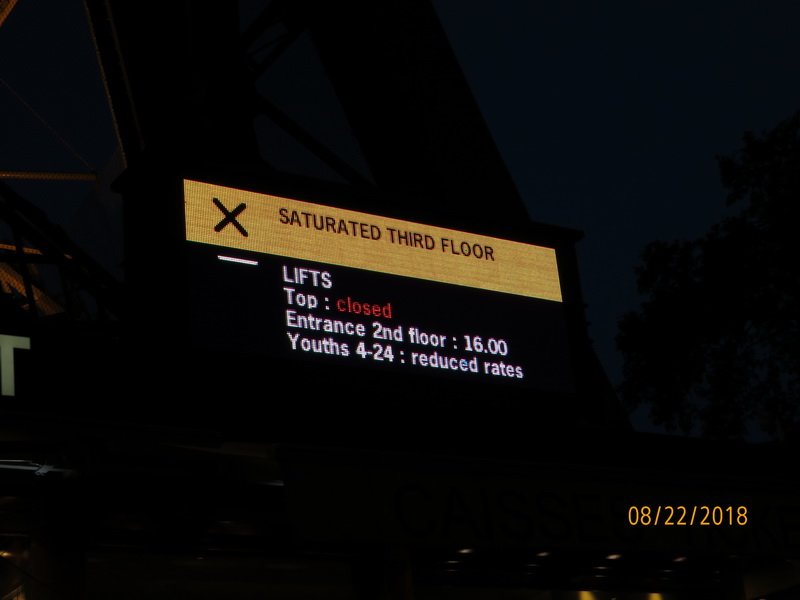 SATURATED THIRD FLOOR
LIFTS
Top : closed
Entrance 2nd floor : 16.00
Youths 4-24 : reduced rates
T
CAISSES
08/22/2018